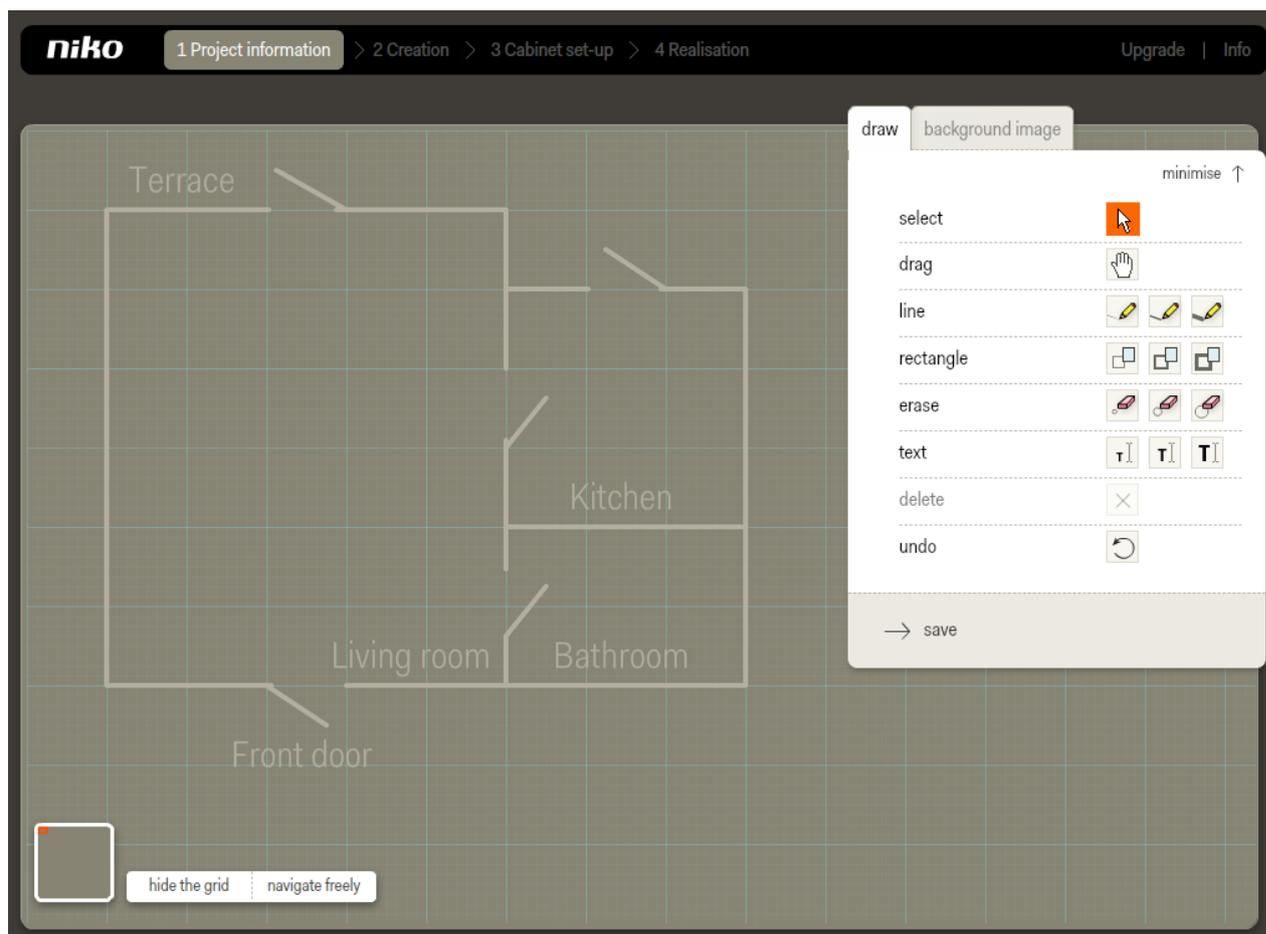 niko 1 Project information 2 Creation 3 Cabinet set-up 4 Realisation Upgrade | Info
draw background image
minimise ↑
select
drag
line
rectangle
erase
text T T T
delete
undo
→ save
Terrace
Kitchen
Living room Bathroom
Front door
hide the grid navigate freely